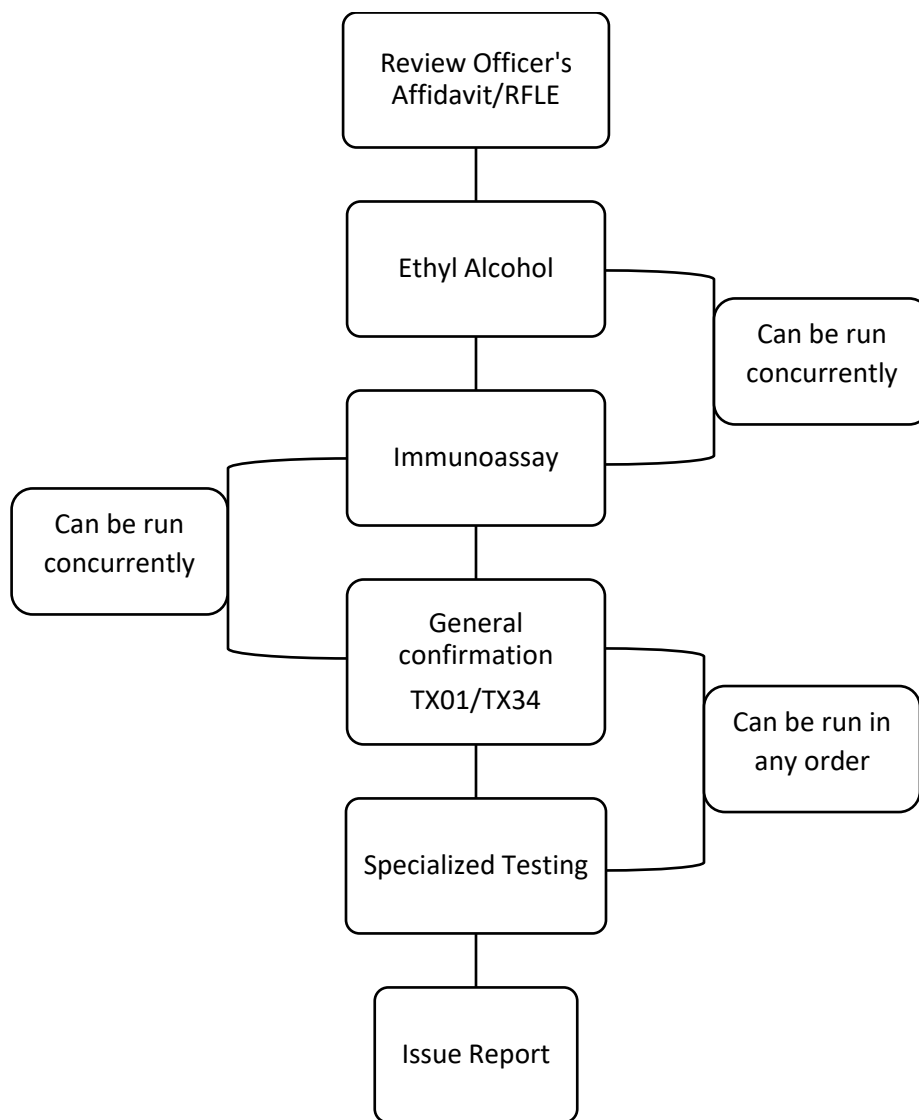 Review Officer's
Affidavit/RFLE
Ethyl Alcohol
Can be run
concurrently
Immunoassay
Can be run
concurrently
General
confirmation
TX01/TX34
Can be run in
any order
Specialized Testing
Issue Report